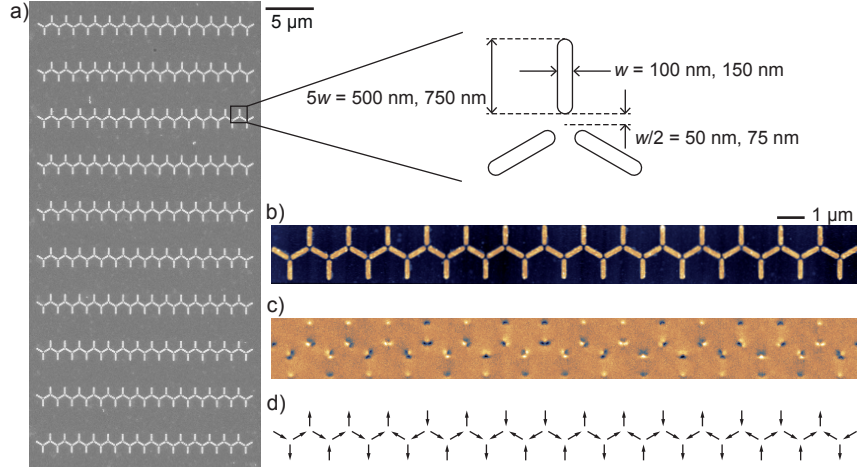 a)
5 μm
5w = 500 nm, 750 nm
w = 100 nm, 150 nm
w/2 = 50 nm, 75 nm
b)
1 μm
c)
d)